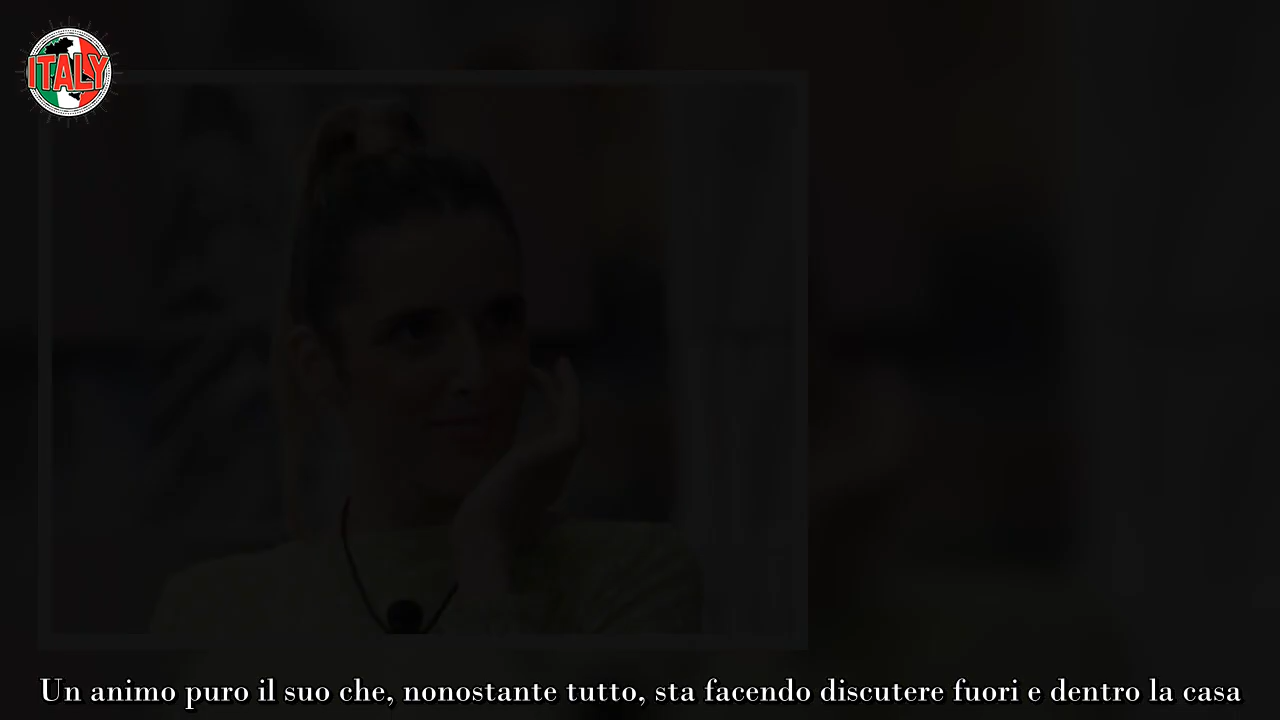 ITALY
Un animo puro il suo che, nonostante tutto, sta facendo discutere fuori e dentro la casa